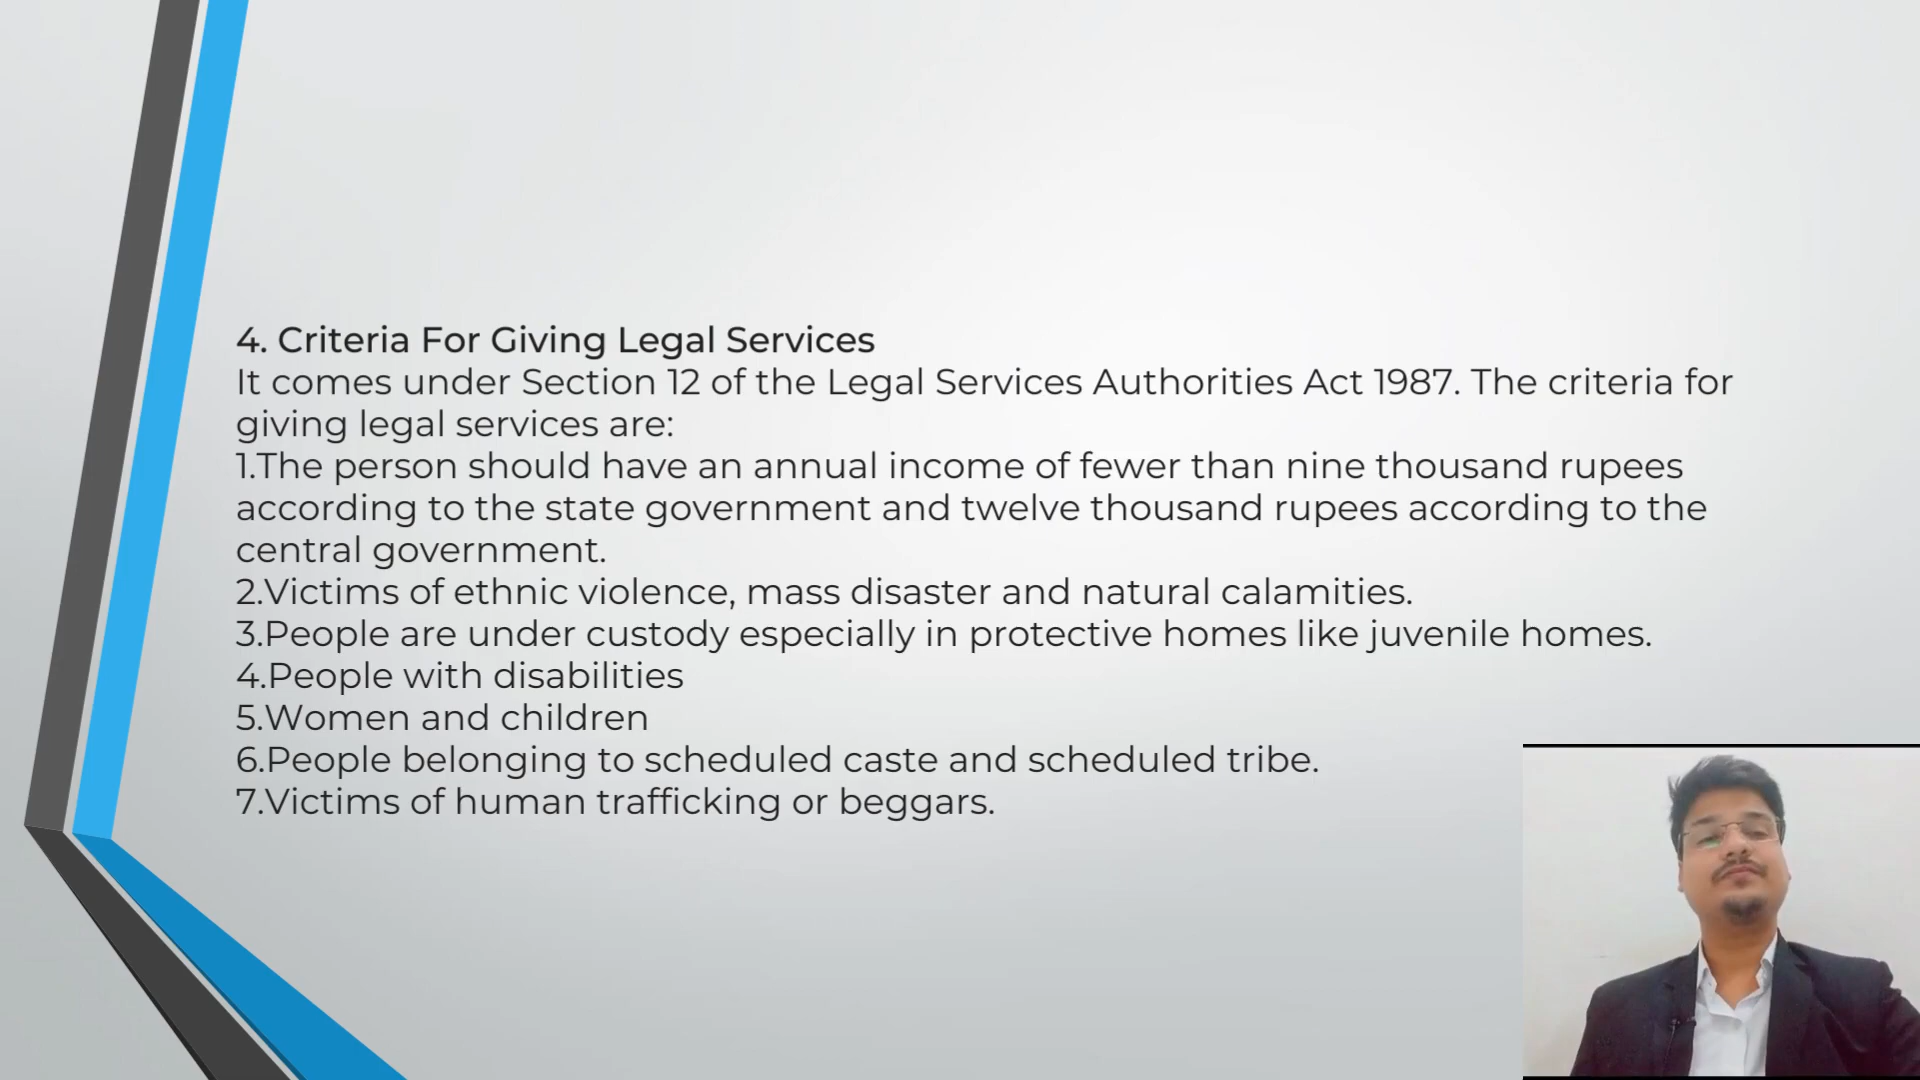 4. Criteria For Giving Legal Services
It comes under Section 12 of the Legal Services Authorities Act 1987. The criteria for
giving legal services are:
1.The person should have an annual income of fewer than nine thousand rupees
according to the state government and twelve thousand rupees according to the
central government.
2.Victims of ethnic violence, mass disaster and natural calamities.
3.People are under custody especially in protective homes like juvenile homes.
4.People with disabilities
5.Women and children
6.People belonging to scheduled caste and scheduled tribe.
7.Victims of human trafficking or beggars.